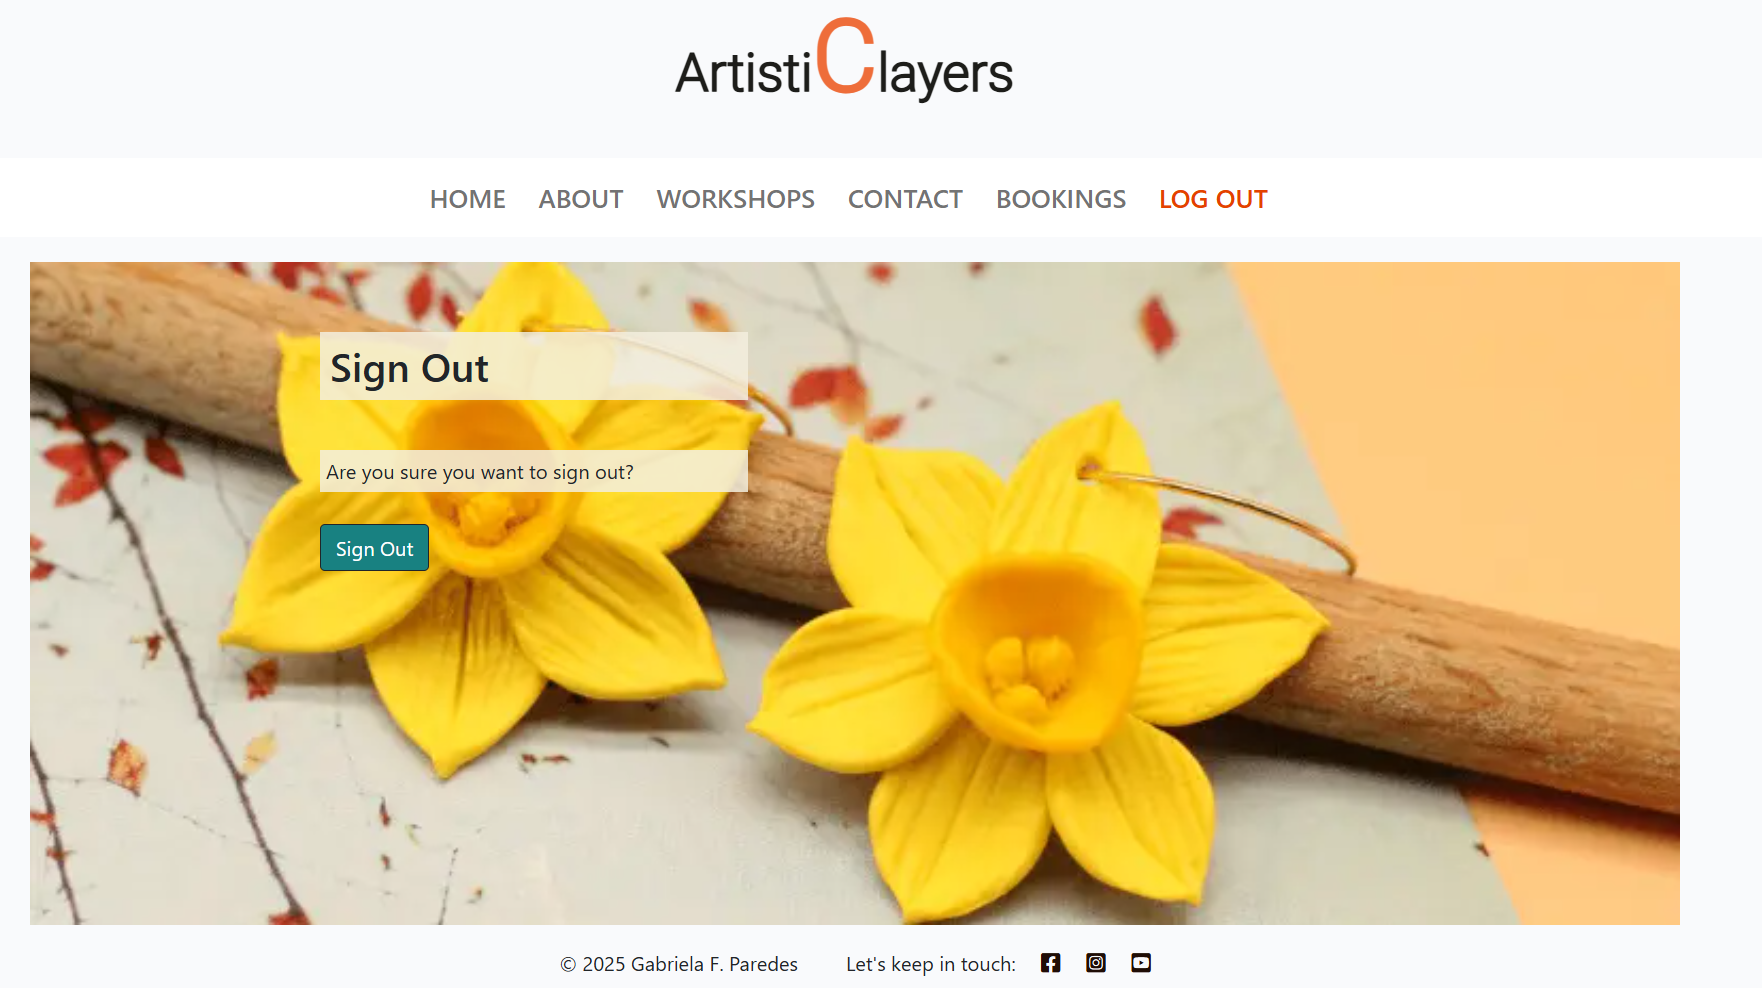 ArtistiClayers
HOME ABOUT WORKSHOPS CONTACT BOOKINGS LOG OUT
Sign Out
Are you sure you want to sign out?
Sign Out
© 2025 Gabriela F. Paredes Let's keep in touch: